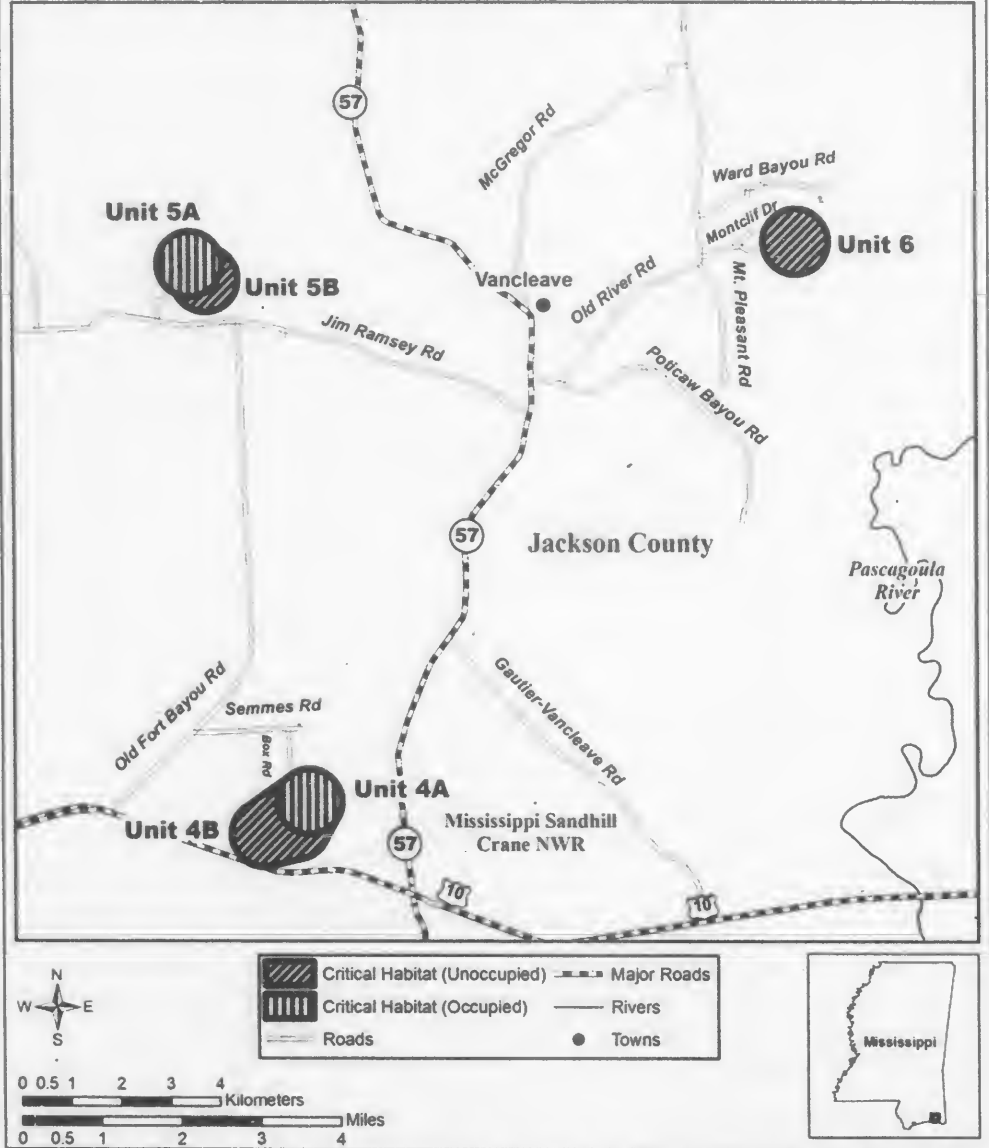 57
McGregor Rd
Ward Bayou Rd
Montclif Dr
Unit 5A
Unit 6
Unit 5B
Vancleave
Old River Rd
Mt. Pleasant Rd
Jim Ramsey Rd
Poticaw Bayou Rd
57
Jackson County
Pascagoula
River
Old Fort Bayou Rd
Semmes Rd
Box Rd
Gautier-Vancleave Rd
Unit 4A
Unit 4B
Mississippi Sandhill
Crane NWR
57
10
10
N
W E
S
Critical Habitat (Unoccupied)
Major Roads
Critical Habitat (Occupied)
Rivers
Roads
Towns
Mississippi
0 0.5 1 2 3 4
Kilometers
Miles
0 0.5 1 2 3 4